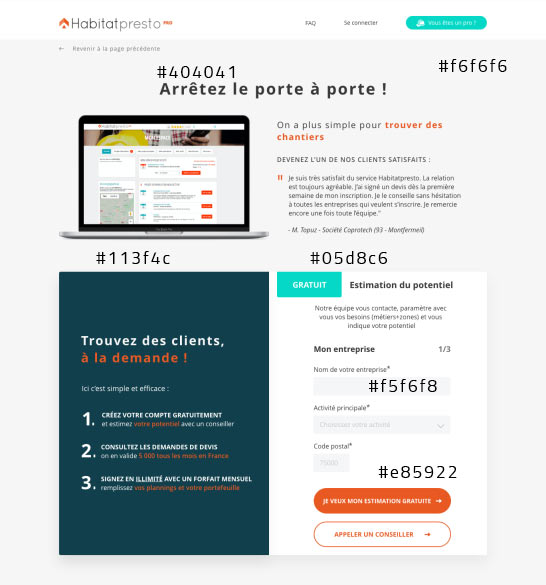 Habitatpresto PRO
FAQ
Se connecter
Vous êtes un pro ?
← Revenir à la page précédente
#404041
#f6f6f6
Arrêtez le porte à porte !
On a plus simple pour trouver des
chantiers
DEVENEZ L'UN DE NOS CLIENTS SATISFAITS :
" Je suis très satisfait du service Habitatpresto. La relation
est toujours agréable. J'ai signé un devis dès la première
semaine de mon inscription. Je le conseille sans hésitation
à toutes les entreprises qui veulent s'inscrire. Je remercie
encore une fois toute l'équipe."
- M. Topuz - Société Coprotech (93 - Montfermeil)
#113f4c
#05d8c6
Trouvez des clients,
à la demande !
Ici c'est simple et efficace :
1. CRÉEZ VOTRE COMPTE GRATUITEMENT
et estimez votre potentiel avec un conseiller
2. CONSULTEZ LES DEMANDES DE DEVIS
on en valide 5 000 tous les mois en France
3. SIGNEZ EN ILLIMITÉ AVEC UN FORFAIT MENSUEL
remplissez vos plannings et votre portefeuille
GRATUIT
Estimation du potentiel
Notre équipe vous contacte, paramètre avec
vous vos besoins (métiers+zones) et vous
indique votre potentiel
Mon entreprise 1/3
Nom de votre entreprise*
#f5f6f8
Activité principale*
Choisissez votre activité
Code postal*
75000
#e85922
JE VEUX MON ESTIMATION GRATUITE →
APPELER UN CONSEILLER →